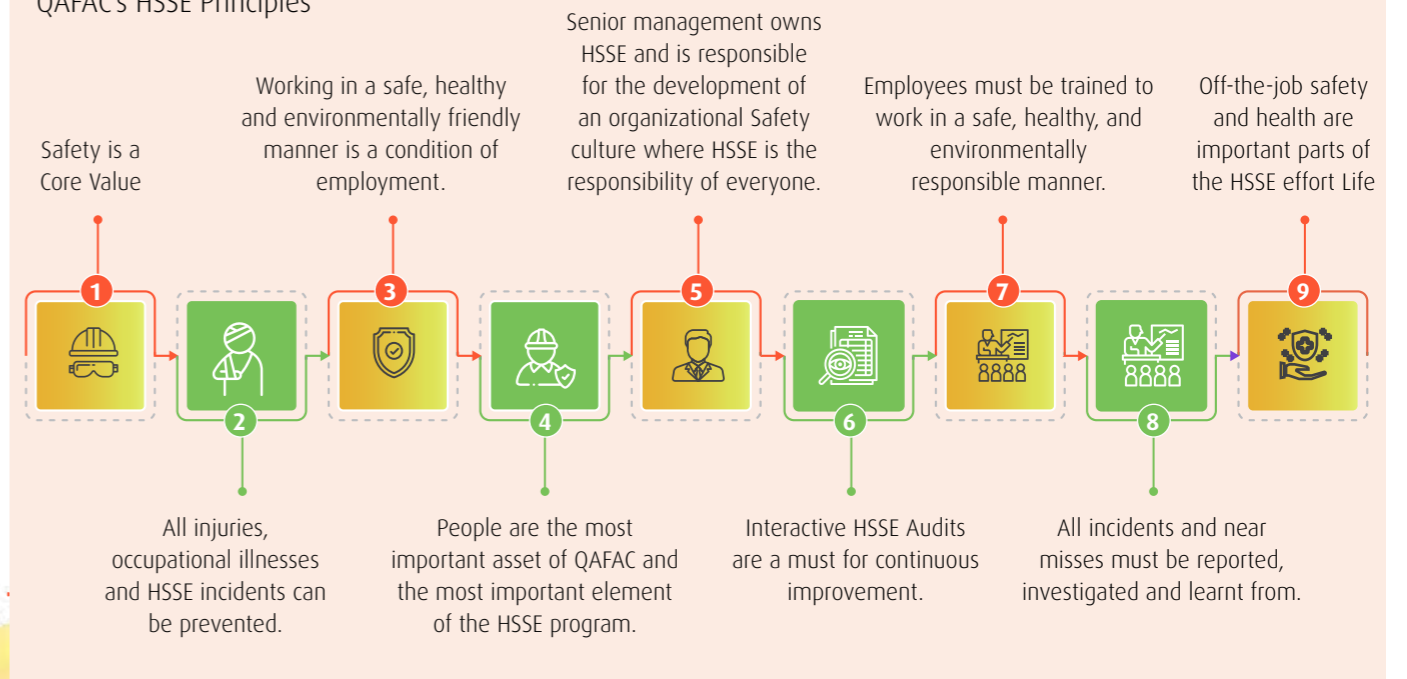 QAFAC's HSSE Principles
Safety is a
Core Value
1
All injuries,
occupational illnesses
and HSSE incidents can
be prevented.
2
Working in a safe, healthy
and environmentally friendly
manner is a condition of
employment.
3
People are the most
important asset of QAFAC and
the most important element
of the HSSE program.
4
Senior management owns
HSSE and is responsible
for the development of
an organizational Safety
culture where HSSE is the
responsibility of everyone.
5
Interactive HSSE Audits
are a must for continuous
improvement.
6
Employees must be trained to
work in a safe, healthy, and
environmentally
responsible manner.
7
All incidents and near
misses must be reported,
investigated and learnt from.
8
Off-the-job safety
and health are
important parts of
the HSSE effort Life
9